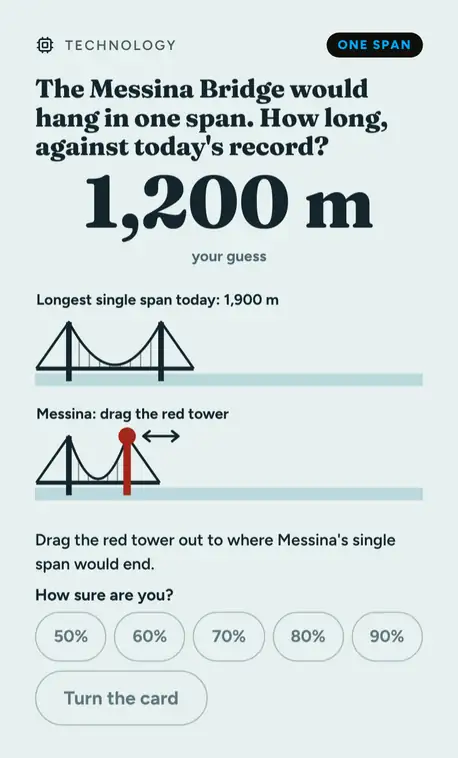 TECHNOLOGY
ONE SPAN
The Messina Bridge would
hang in one span. How long,
against today's record?
1,200 m
your guess
Longest single span today: 1,900 m
Messina: drag the red tower
Drag the red tower out to where Messina's single
span would end.
How sure are you?
50%
60%
70%
80%
90%
Turn the card